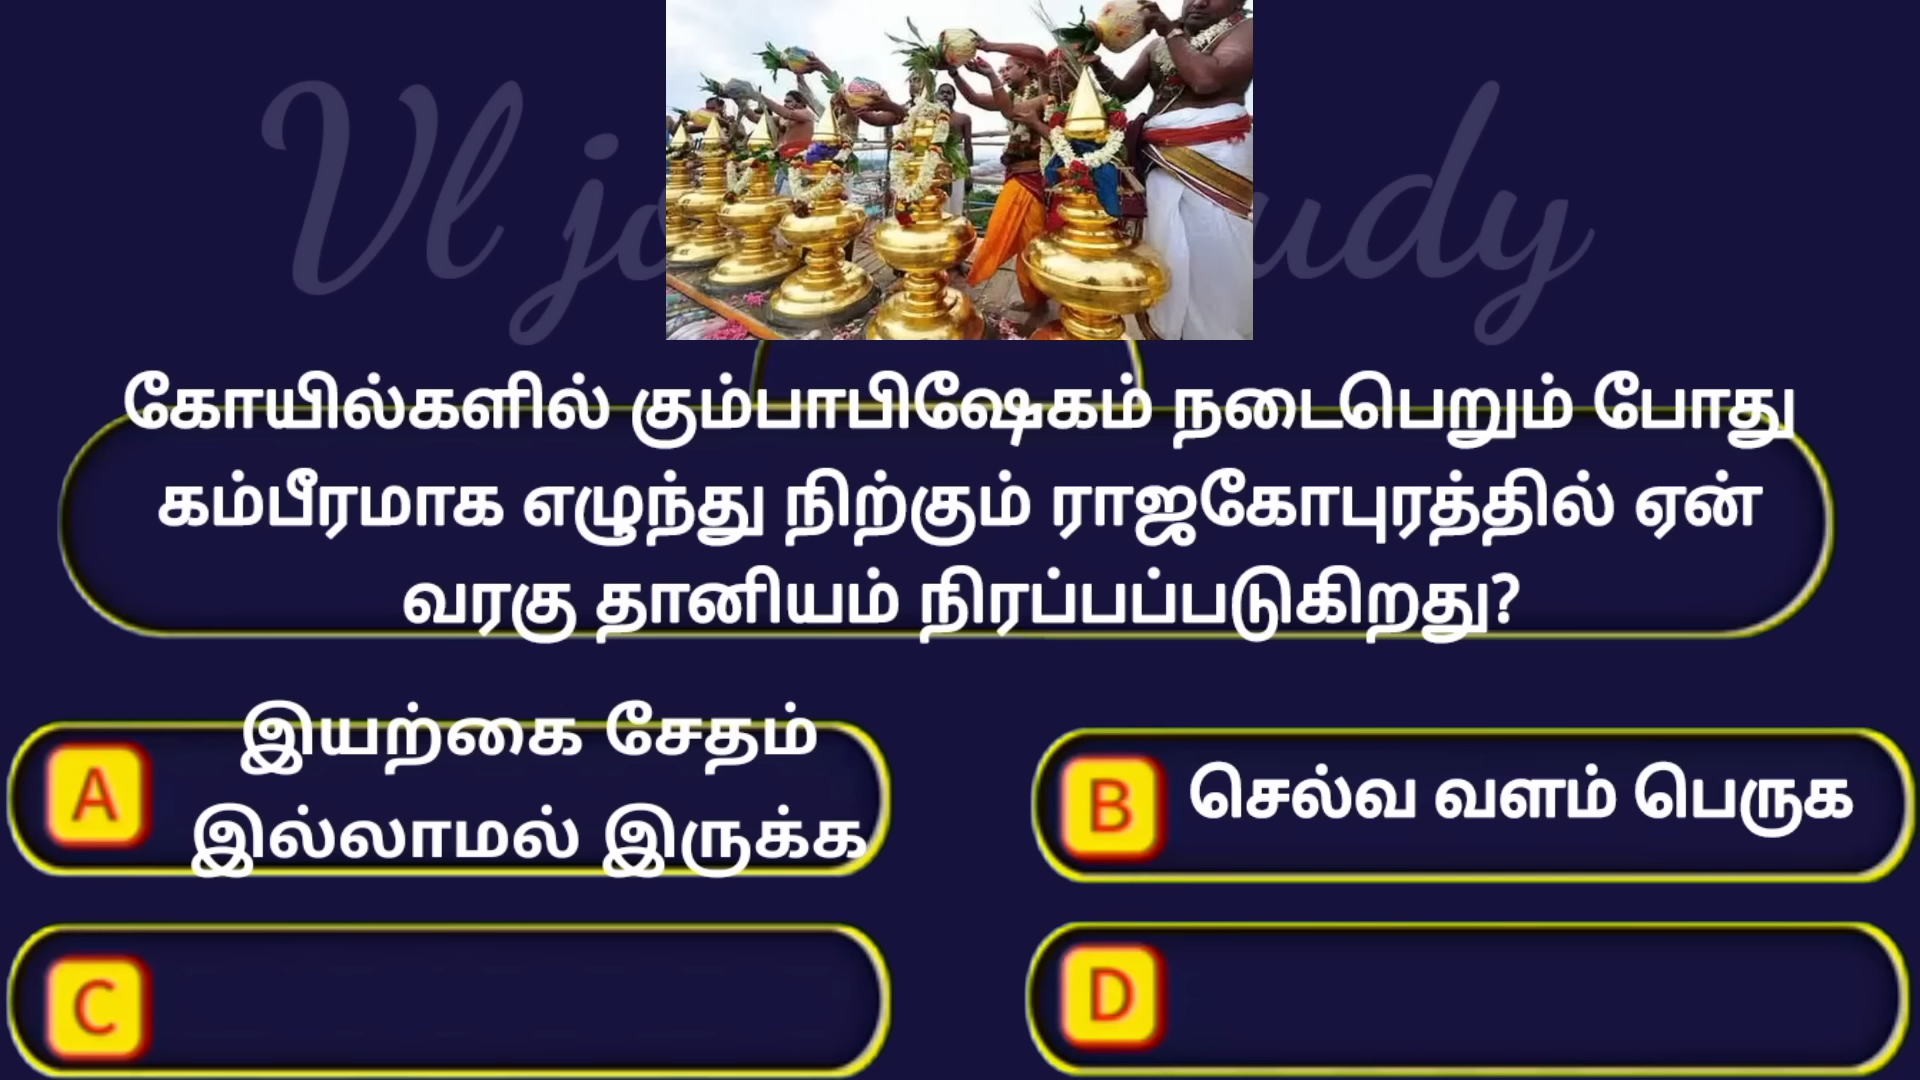 கோயில்களில் கும்பாபிஷேகம் நடைபெறும் போது
கம்பீரமாக எழுந்து நிற்கும் ராஜகோபுரத்தில் ஏன்
வரகு தானியம் நிரப்பப்படுகிறது?
A இயற்கை சேதம்
இல்லாமல் இருக்க
B செல்வ வளம் பெருக
C
D